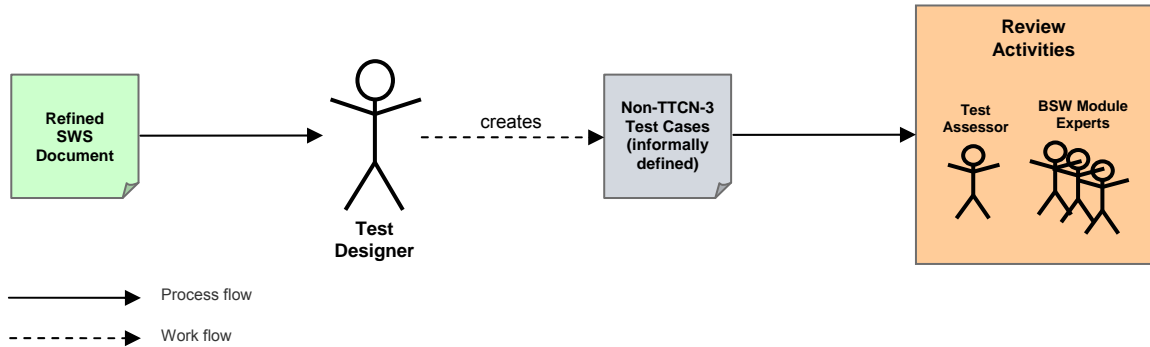 Refined
SWS
Document
Test
Designer
creates
Non-TTCN-3
Test Cases
(informally
defined)
Review
Activities
Test
Assessor
BSW Module
Experts
Process flow
Work flow